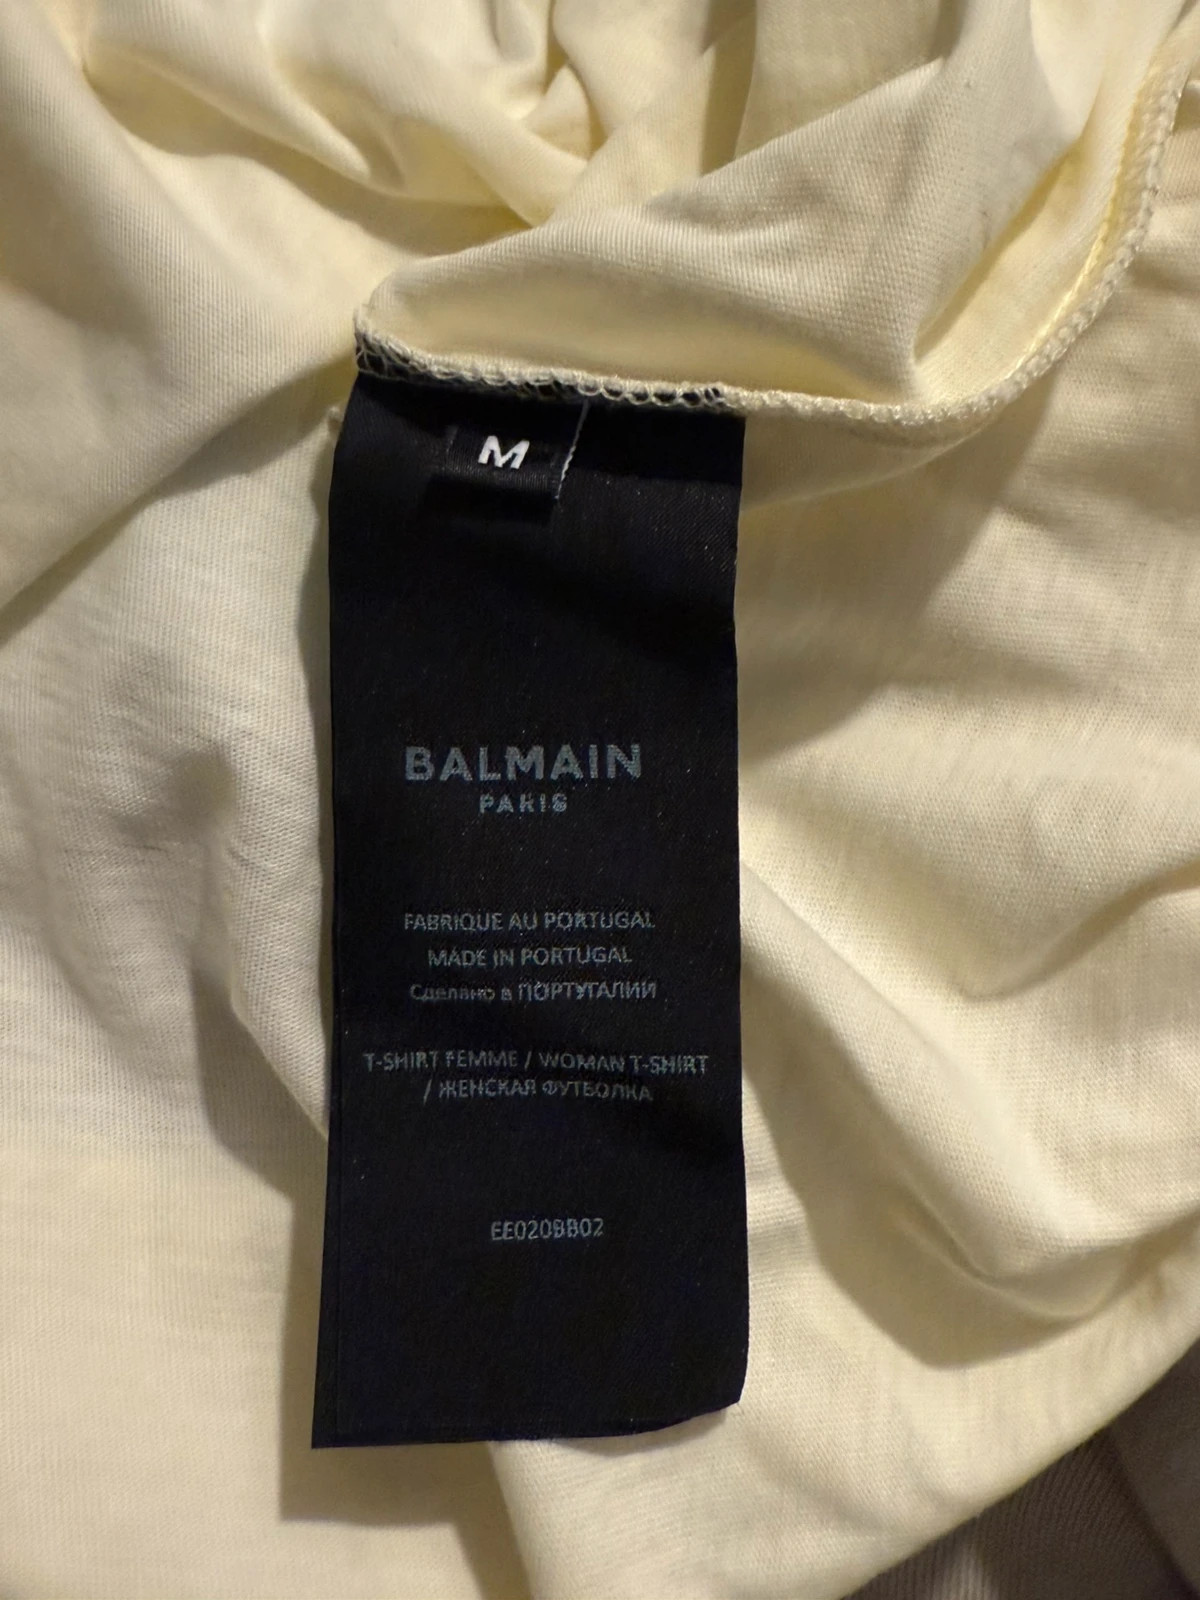 M
BALMAIN
PARIS
FABRIQUE AU PORTUGAL
MADE IN PORTUGAL
Сделано в ПОРТУГАЛИИ
T-SHIRT FEMME / WOMAN T-SHIRT
/ ЖЕНСКАЯ ФУТБОЛКА
EE020BB02